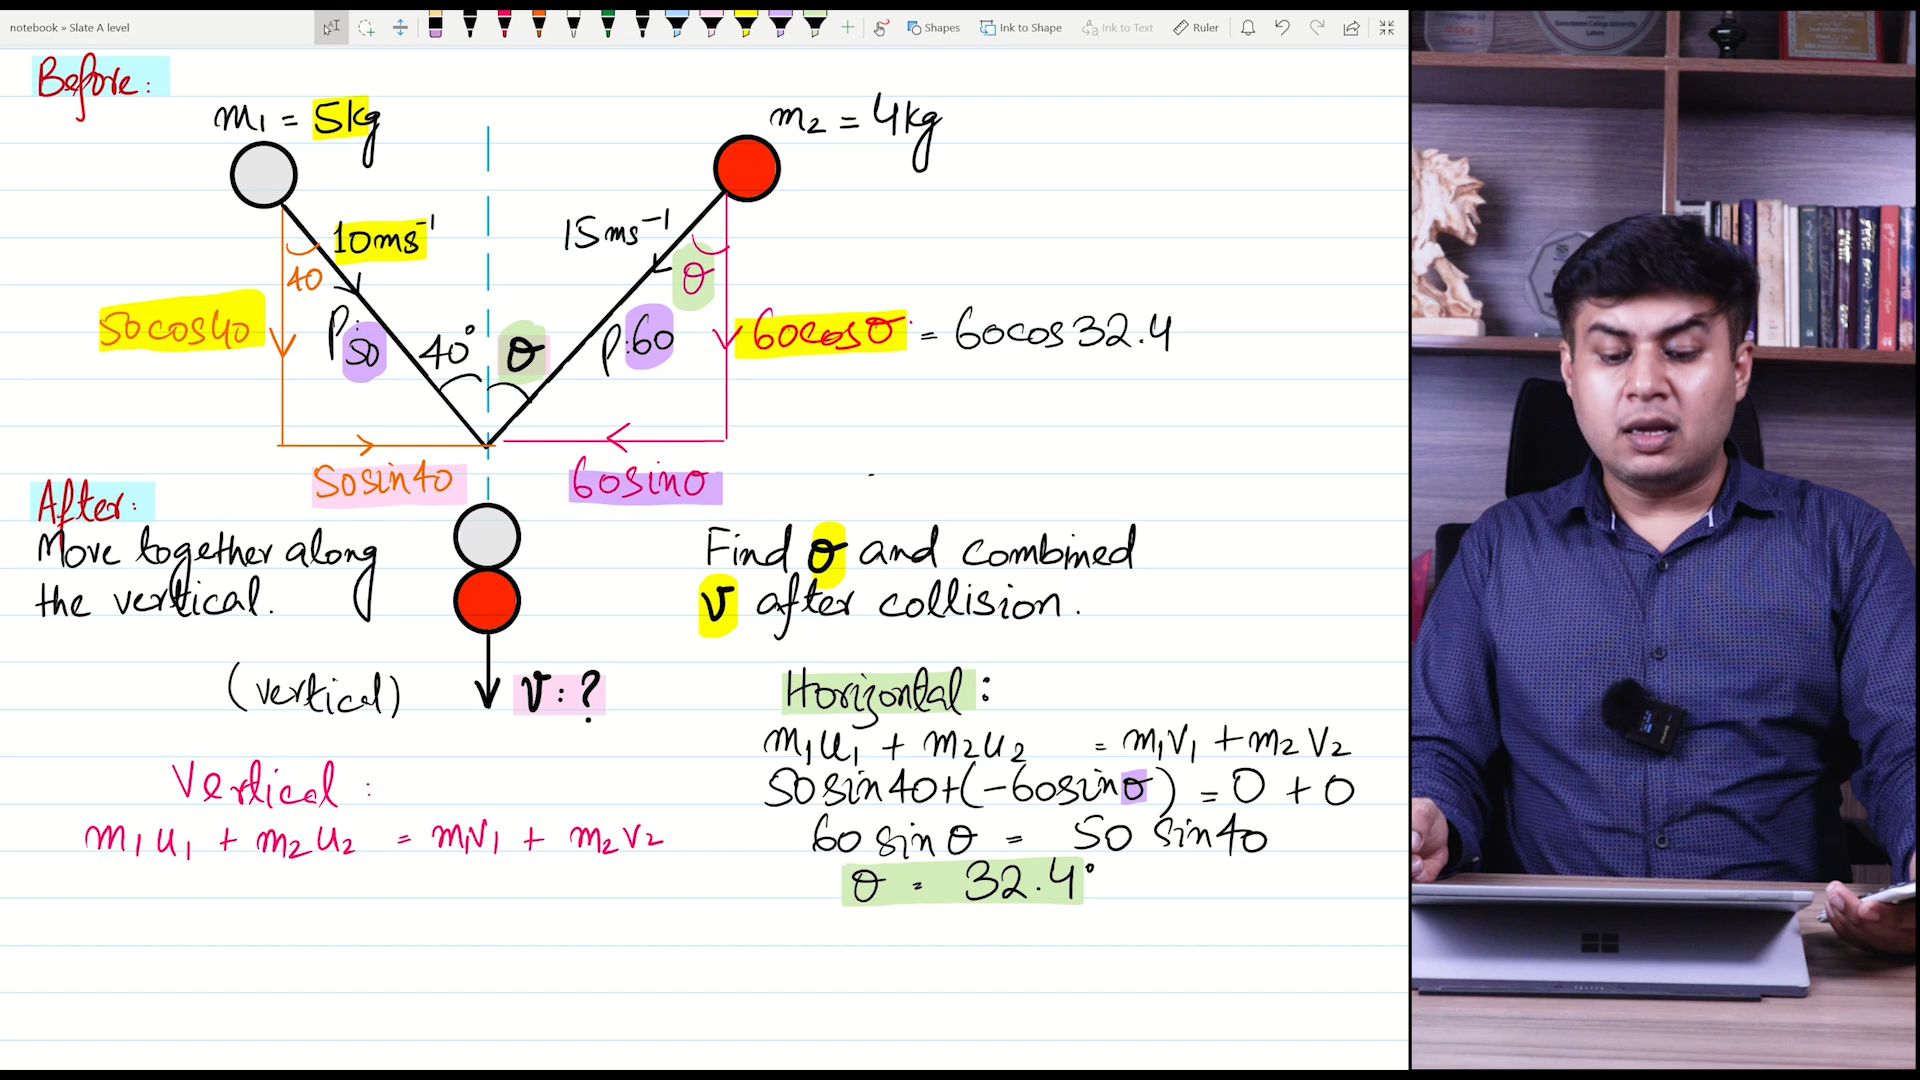 notebook » Slate A level
Shapes
Ink to Shape
Ink to Text
Ruler
Before:
m1 = 5kg
m2 = 4kg
10ms⁻¹
15ms⁻¹
40
θ
50cos40
P:50
40°
θ
P:60
60cosθ = 60cos32.4
50sin40
60sinθ
After:
Move together along
the vertical.
Find θ and combined
v after collision.
(vertical)
v:?
Horizontal:
m1u1 + m2u2 = m1v1 + m2v2
50sin40+(-60sinθ) = 0 + 0
60 sinθ = 50 sin40
θ = 32.4°
Vertical:
m1u1 + m2u2 = m1v1 + m2v2